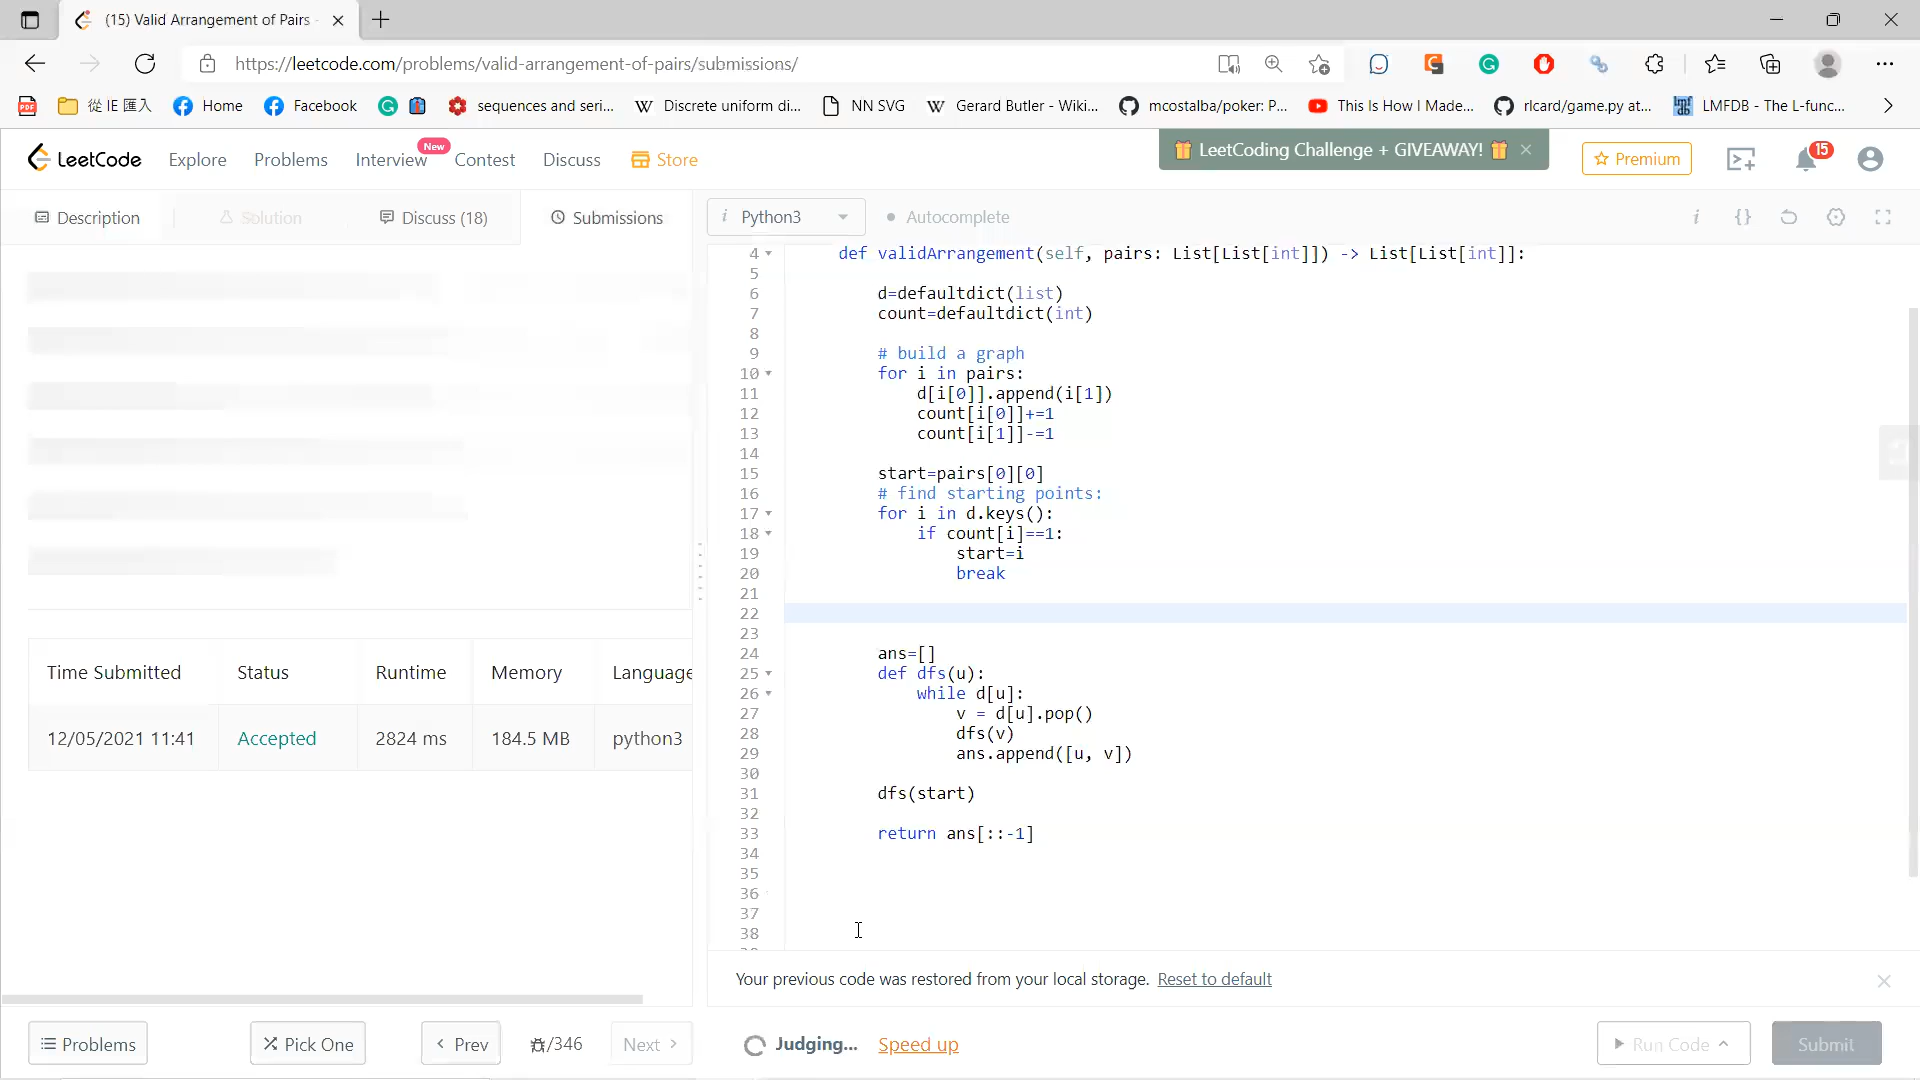 (15) Valid Arrangement of Pairs
https://leetcode.com/problems/valid-arrangement-of-pairs/submissions/
PDF 從 IE 匯入 Home Facebook sequences and seri... Discrete uniform di... NN SVG Gerard Butler - Wiki... mcostalba/poker: P... This Is How I Made... rlcard/game.py at... LMFDB - The L-func...
LeetCode Explore Problems Interview New Contest Discuss Store LeetCoding Challenge + GIVEAWAY! × Premium 15
Description Solution Discuss (18) Submissions
i Python3 Autocomplete i {}
4 def validArrangement(self, pairs: List[List[int]]) -> List[List[int]]:
5
6 d=defaultdict(list)
7 count=defaultdict(int)
8
9 # build a graph
10 for i in pairs:
11 d[i[0]].append(i[1])
12 count[i[0]]+=1
13 count[i[1]]-=1
14
15 start=pairs[0][0]
16 # find starting points:
17 for i in d.keys():
18 if count[i]==1:
19 start=i
20 break
21
22
23
24 ans=[]
25 def dfs(u):
26 while d[u]:
27 v = d[u].pop()
28 dfs(v)
29 ans.append([u, v])
30
31 dfs(start)
32
33 return ans[::-1]
34
35
36
37
38
Time Submitted Status Runtime Memory Language
12/05/2021 11:41 Accepted 2824 ms 184.5 MB python3
Your previous code was restored from your local storage. Reset to default
Problems Pick One Prev /346 Next
Judging... Speed up Run Code Submit